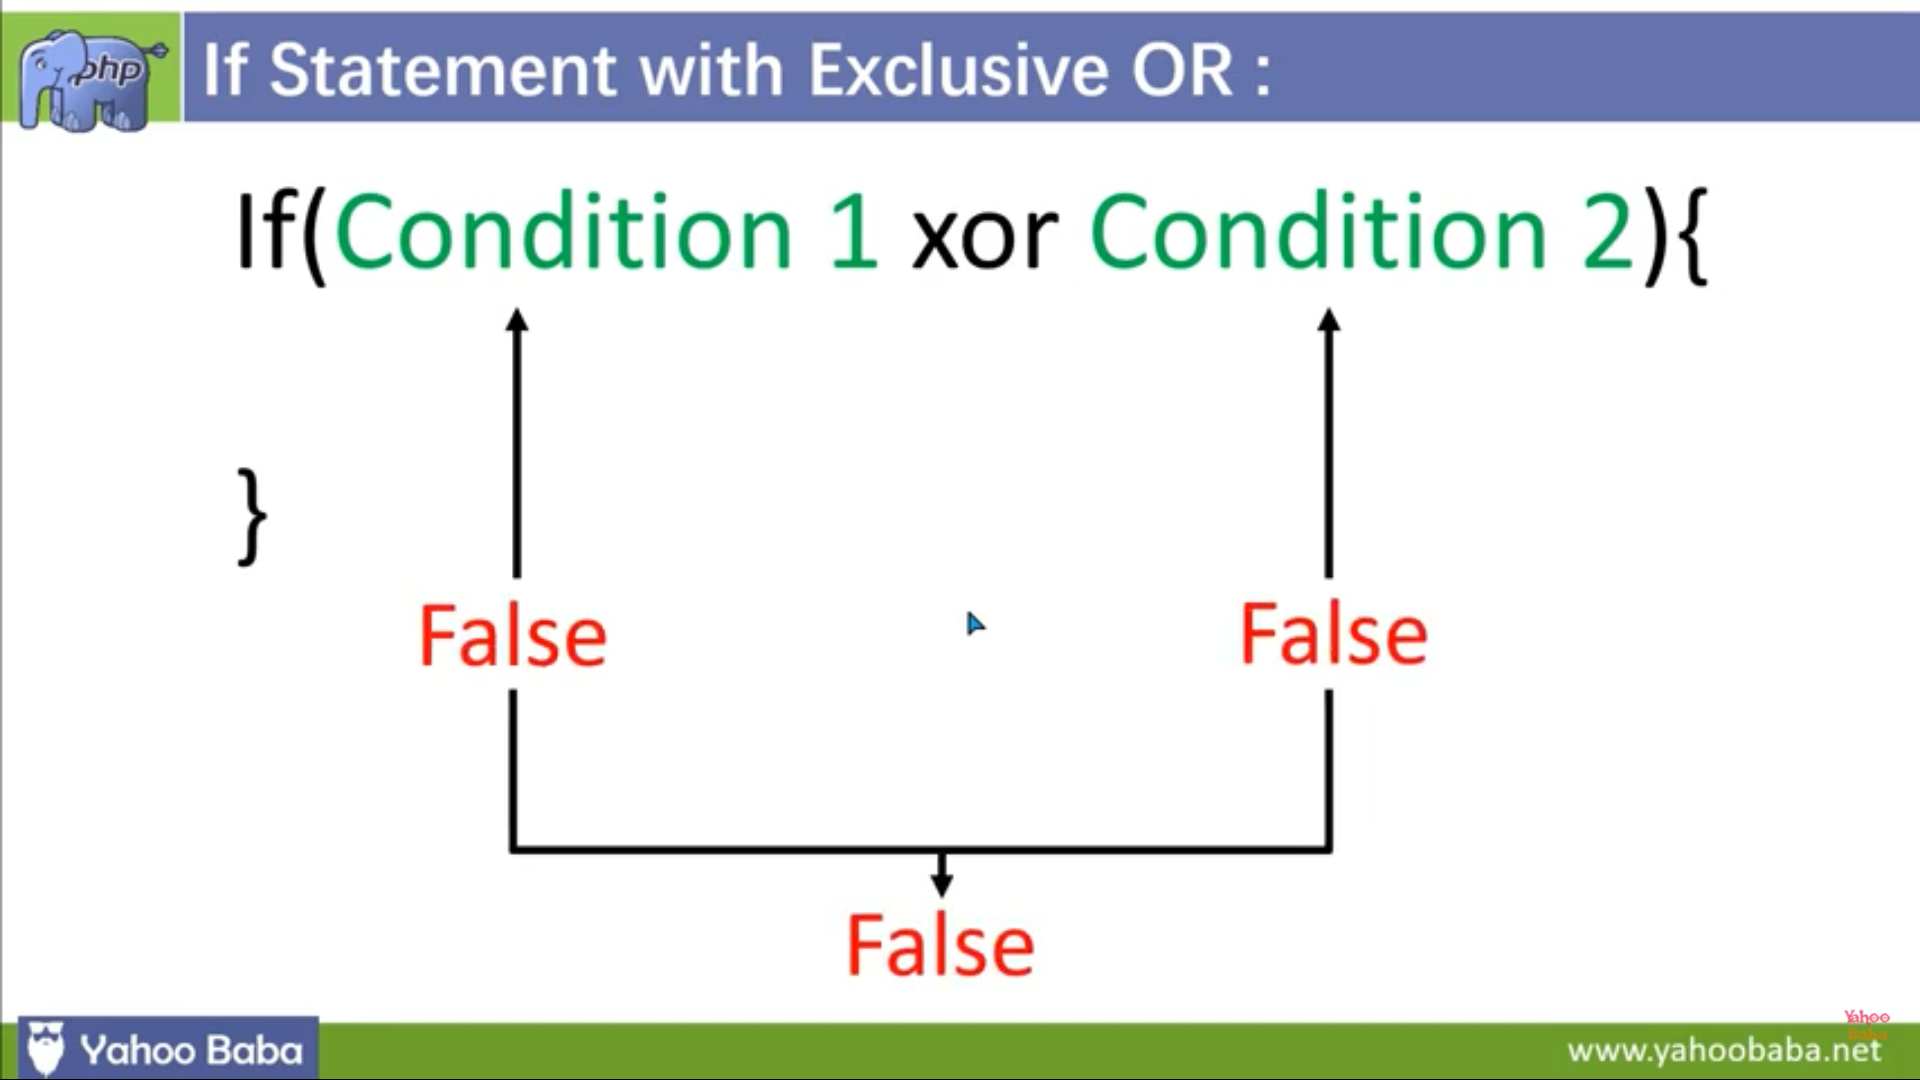 php
If Statement with Exclusive OR :
If(Condition 1 xor Condition 2){
}
False False
False
Yahoo
Baba
Yahoo Baba
www.yahoobaba.net